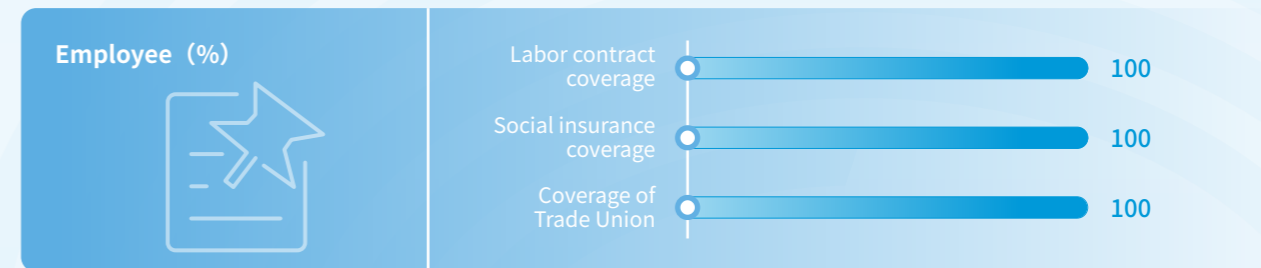 Employee（%）
Labor contract
coverage
100
Social insurance
coverage
100
Coverage of
Trade Union
100